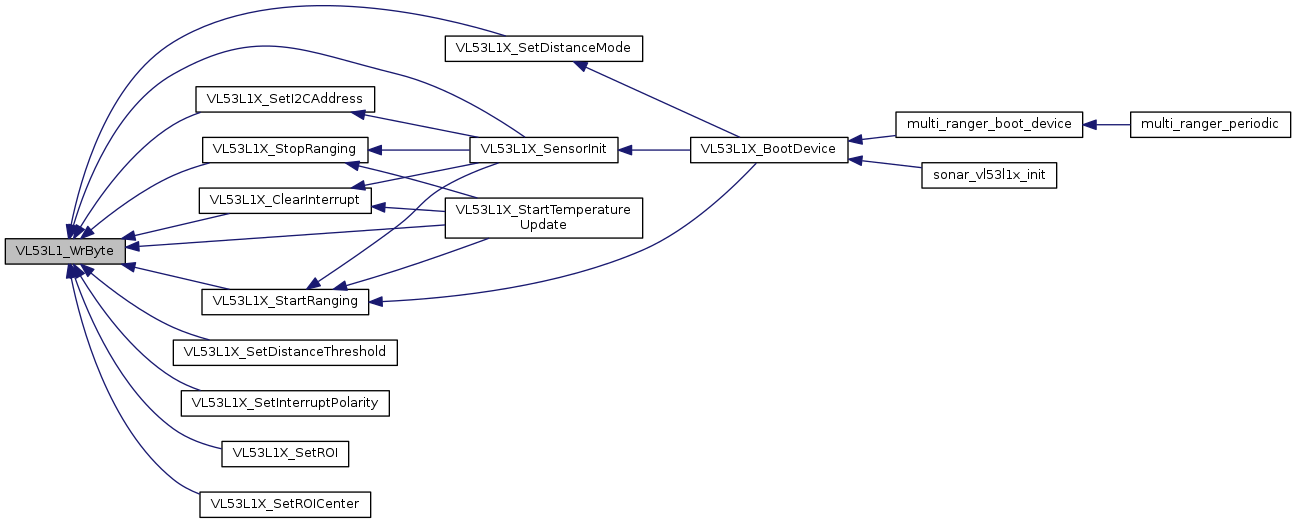 VL53L1X_SetDistanceMode
VL53L1X_SetI2CAddress
multi_ranger_boot_device
multi_ranger_periodic
VL53L1X_StopRanging
VL53L1X_SensorInit
VL53L1X_BootDevice
sonar_vl53l1x_init
VL53L1X_ClearInterrupt
VL53L1X_StartTemperature
Update
VL53L1_WrByte
VL53L1X_StartRanging
VL53L1X_SetDistanceThreshold
VL53L1X_SetInterruptPolarity
VL53L1X_SetROI
VL53L1X_SetROICenter